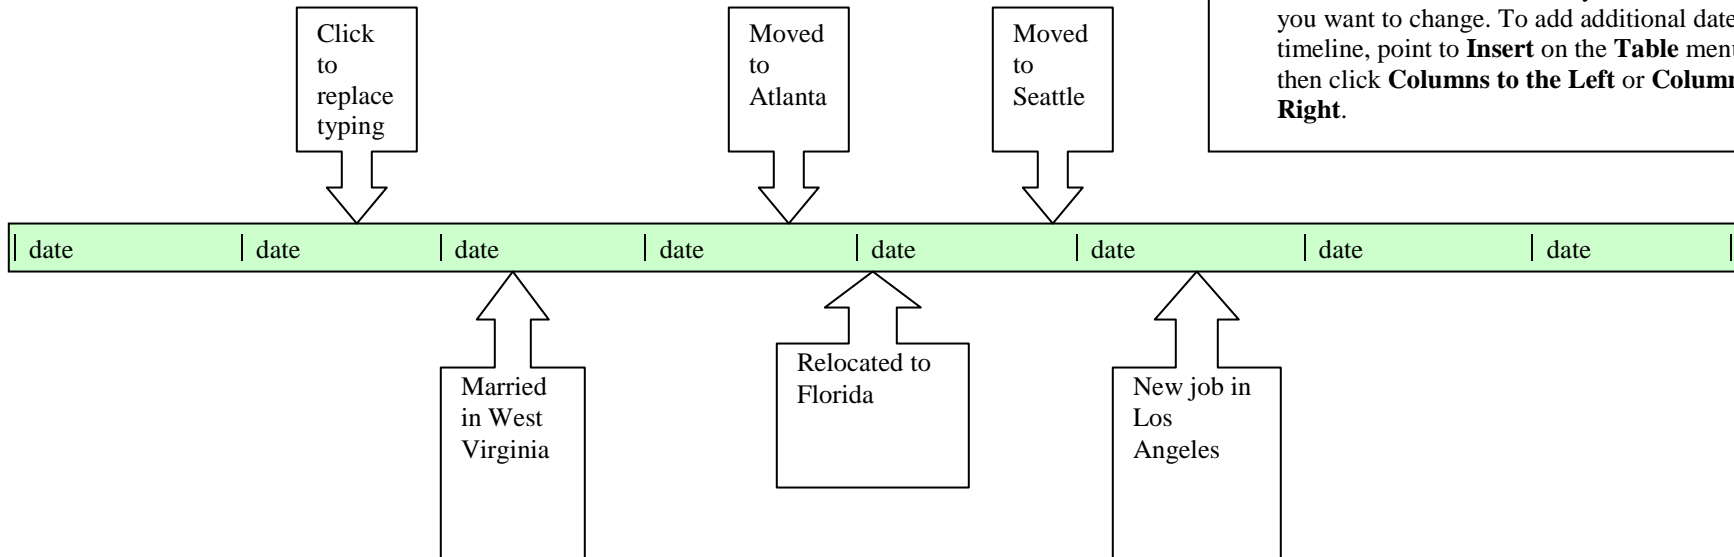 Click
to
replace
typing
Moved
to
Atlanta
Moved
to
Seattle
you want to change. To add additional date
timeline, point to Insert on the Table menu
then click Columns to the Left or Column
Right.
date date date date date date date date
Married
in West
Virginia
Relocated to
Florida
New job in
Los
Angeles